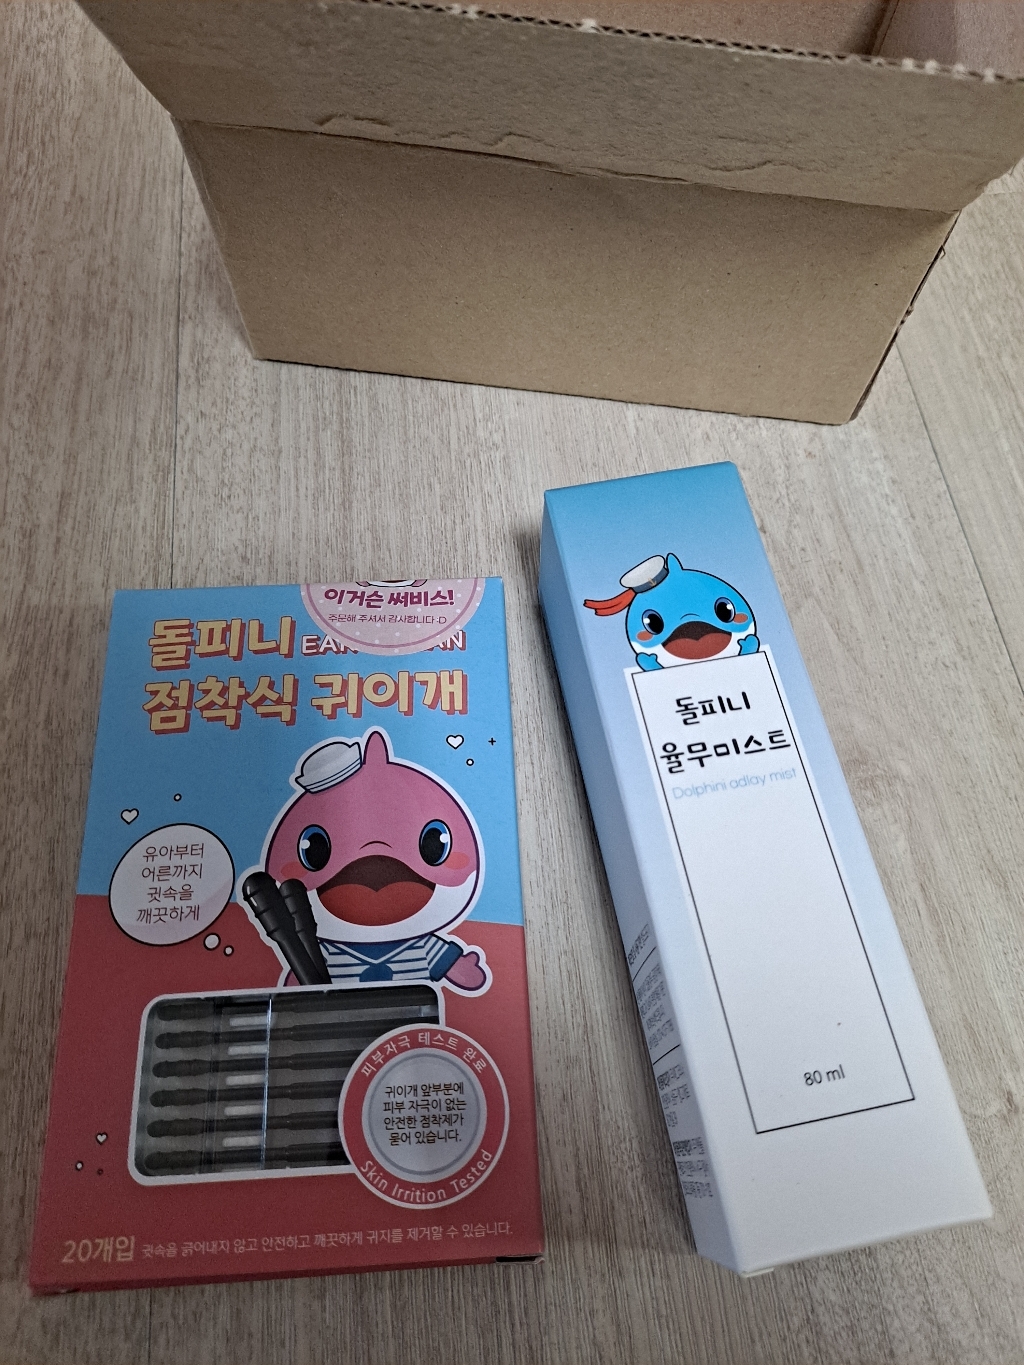 이거슨 써비스!
주문해 주셔서 감사합니다 :D
돌피니
점착식 귀이개
유아부터
어른까지
귓속을
깨끗하게
피부자극 테스트 완료
귀이개 앞부분에
피부 자극이 없는
안전한 점착제가
묻어 있습니다.
Skin Irrition Tested
20개입 귓속을 긁어내지 않고 안전하고 깨끗하게 귀지를 제거할 수 있습니다.
돌피니
율무미스트
Dolphini adlay mist
80 ml